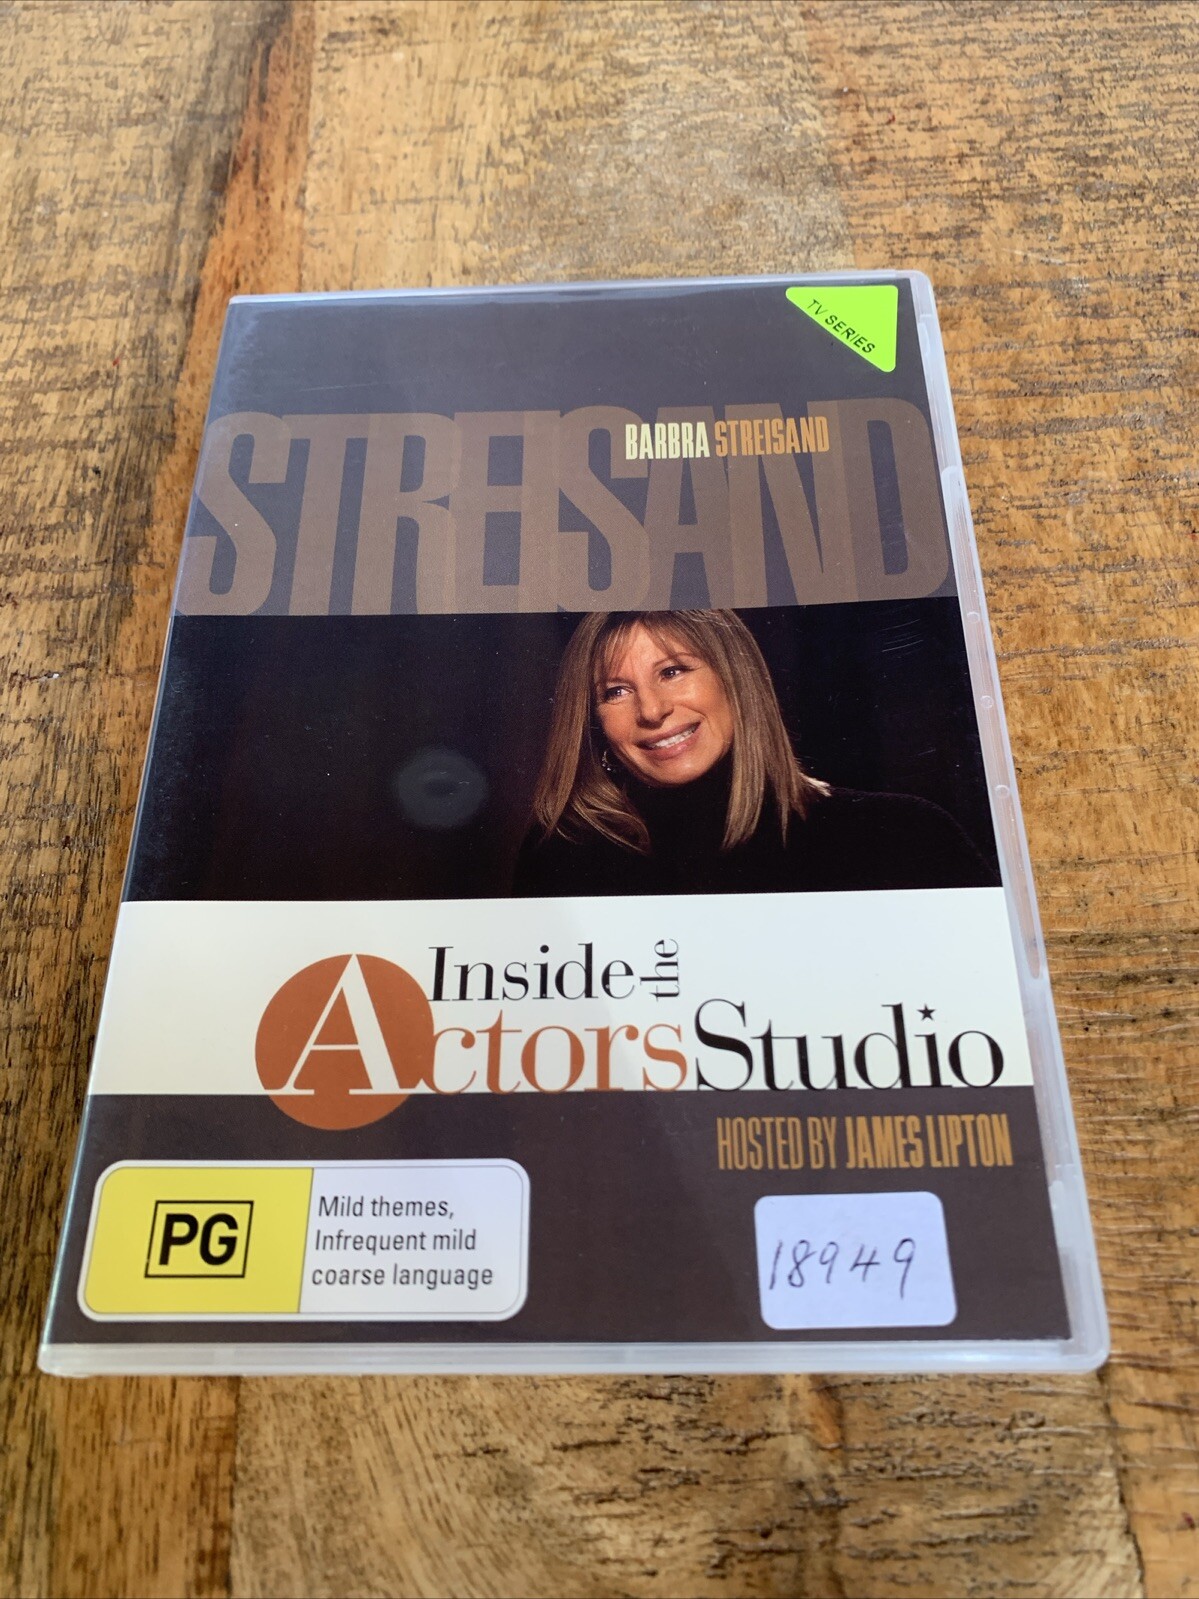 TV SERIES
STREISAND
BARBRA STREISAND
Inside the
Actors Studio
HOSTED BY JAMES LIPTON
PG
Mild themes,
Infrequent mild
coarse language
18949